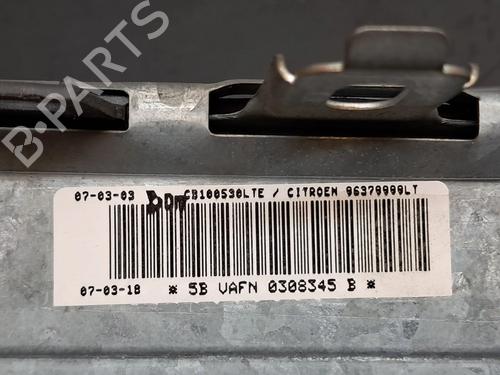 B-PARTS
07-03-03 CB100530LTE / CITROEN 96379999LT
07-03-18 * 5B VAFN 0308345 B *